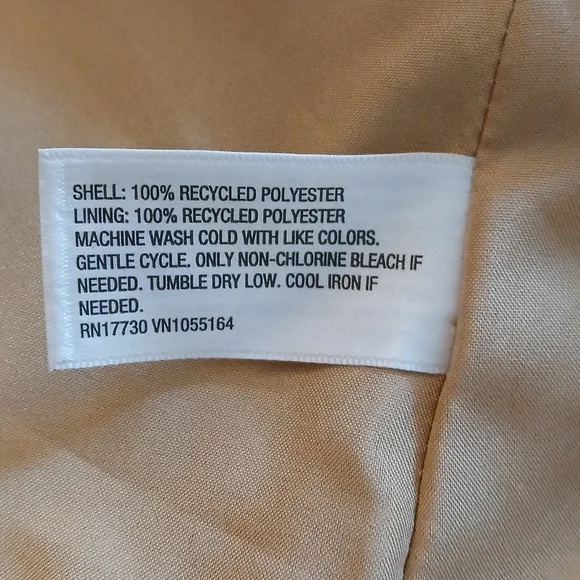 SHELL: 100% RECYCLED POLYESTER
LINING: 100% RECYCLED POLYESTER
MACHINE WASH COLD WITH LIKE COLORS.
GENTLE CYCLE. ONLY NON-CHLORINE BLEACH IF
NEEDED. TUMBLE DRY LOW. COOL IRON IF
NEEDED.
RN17730 VN1055164